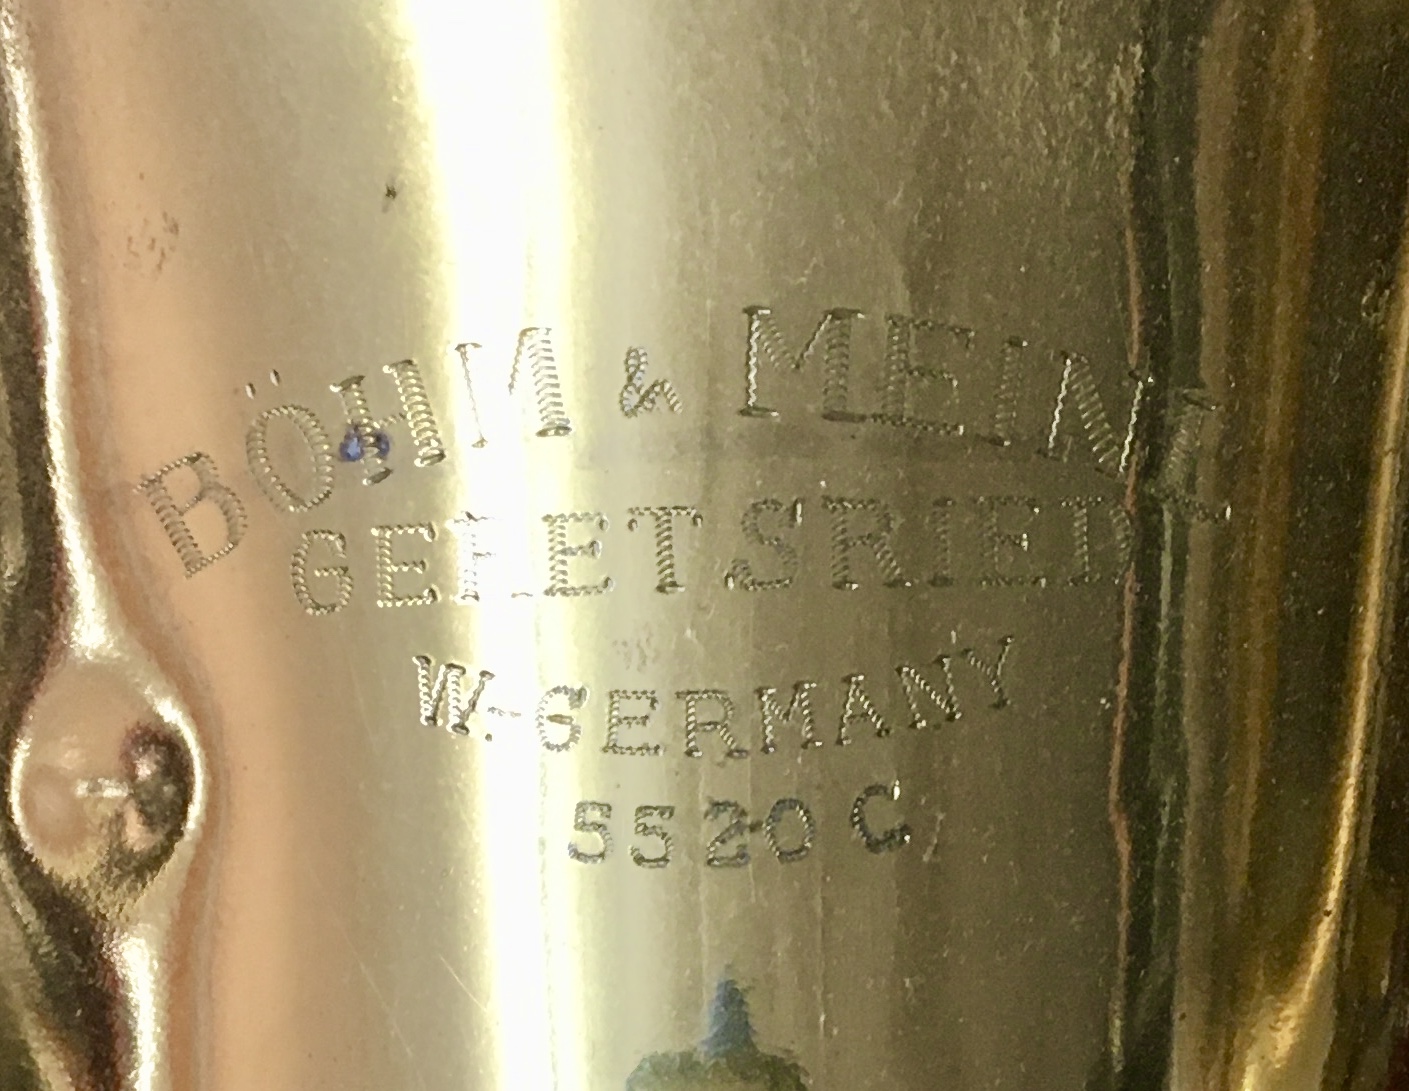 BÖHM & MEINL
GERETSRIED
W.-GERMANY
5520 C